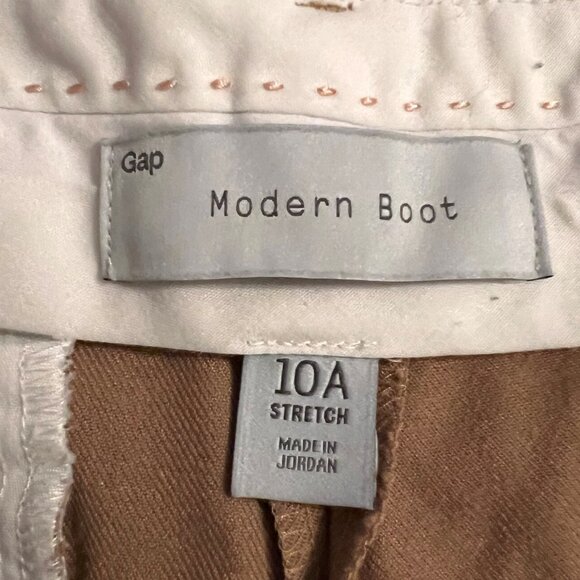 Gap
Modern Boot
10A
STRETCH
MADE IN
JORDAN